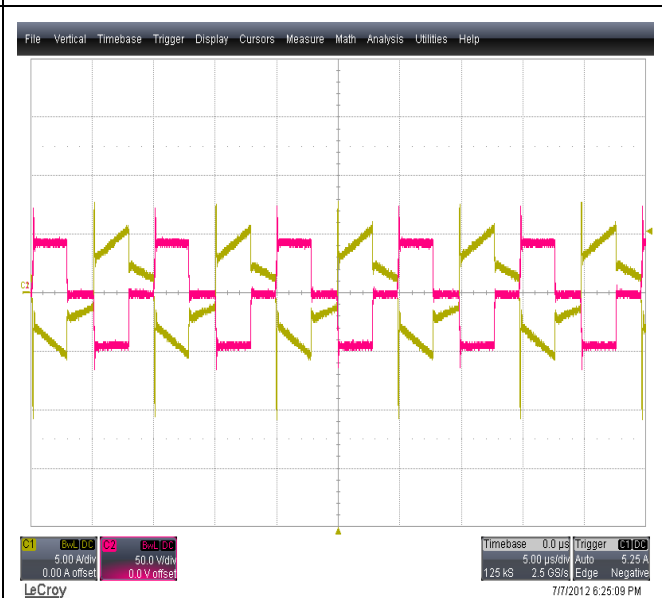 File Vertical Timebase Trigger Display Cursors Measure Math Analysis Utilities Help
C2
C1 BwL DC C2 BwL DC Timebase 0.0 µs Trigger C1 DC
5.00 A/div 50.0 V/div 5.00 µs/div Auto 5.25 A
0.00 A offset 0.0 V offset 125 kS 2.5 GS/s Edge Negative
LeCroy 7/7/2012 6:25:09 PM